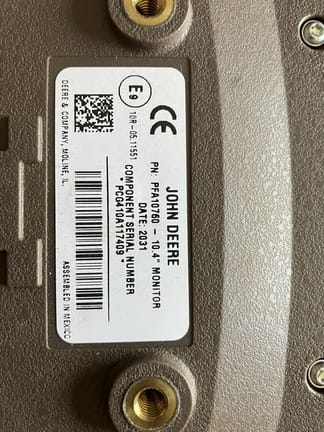 JOHN DEERE
PN: PFA10760 - 10.4" MONITOR
DATE: 2031
COMPONENT SERIAL NUMBER
* PCG410A117409 *
CE
E9
10R-05.11551
DEERE & COMPANY, MOLINE, IL.
ASSEMBLED IN MEXICO